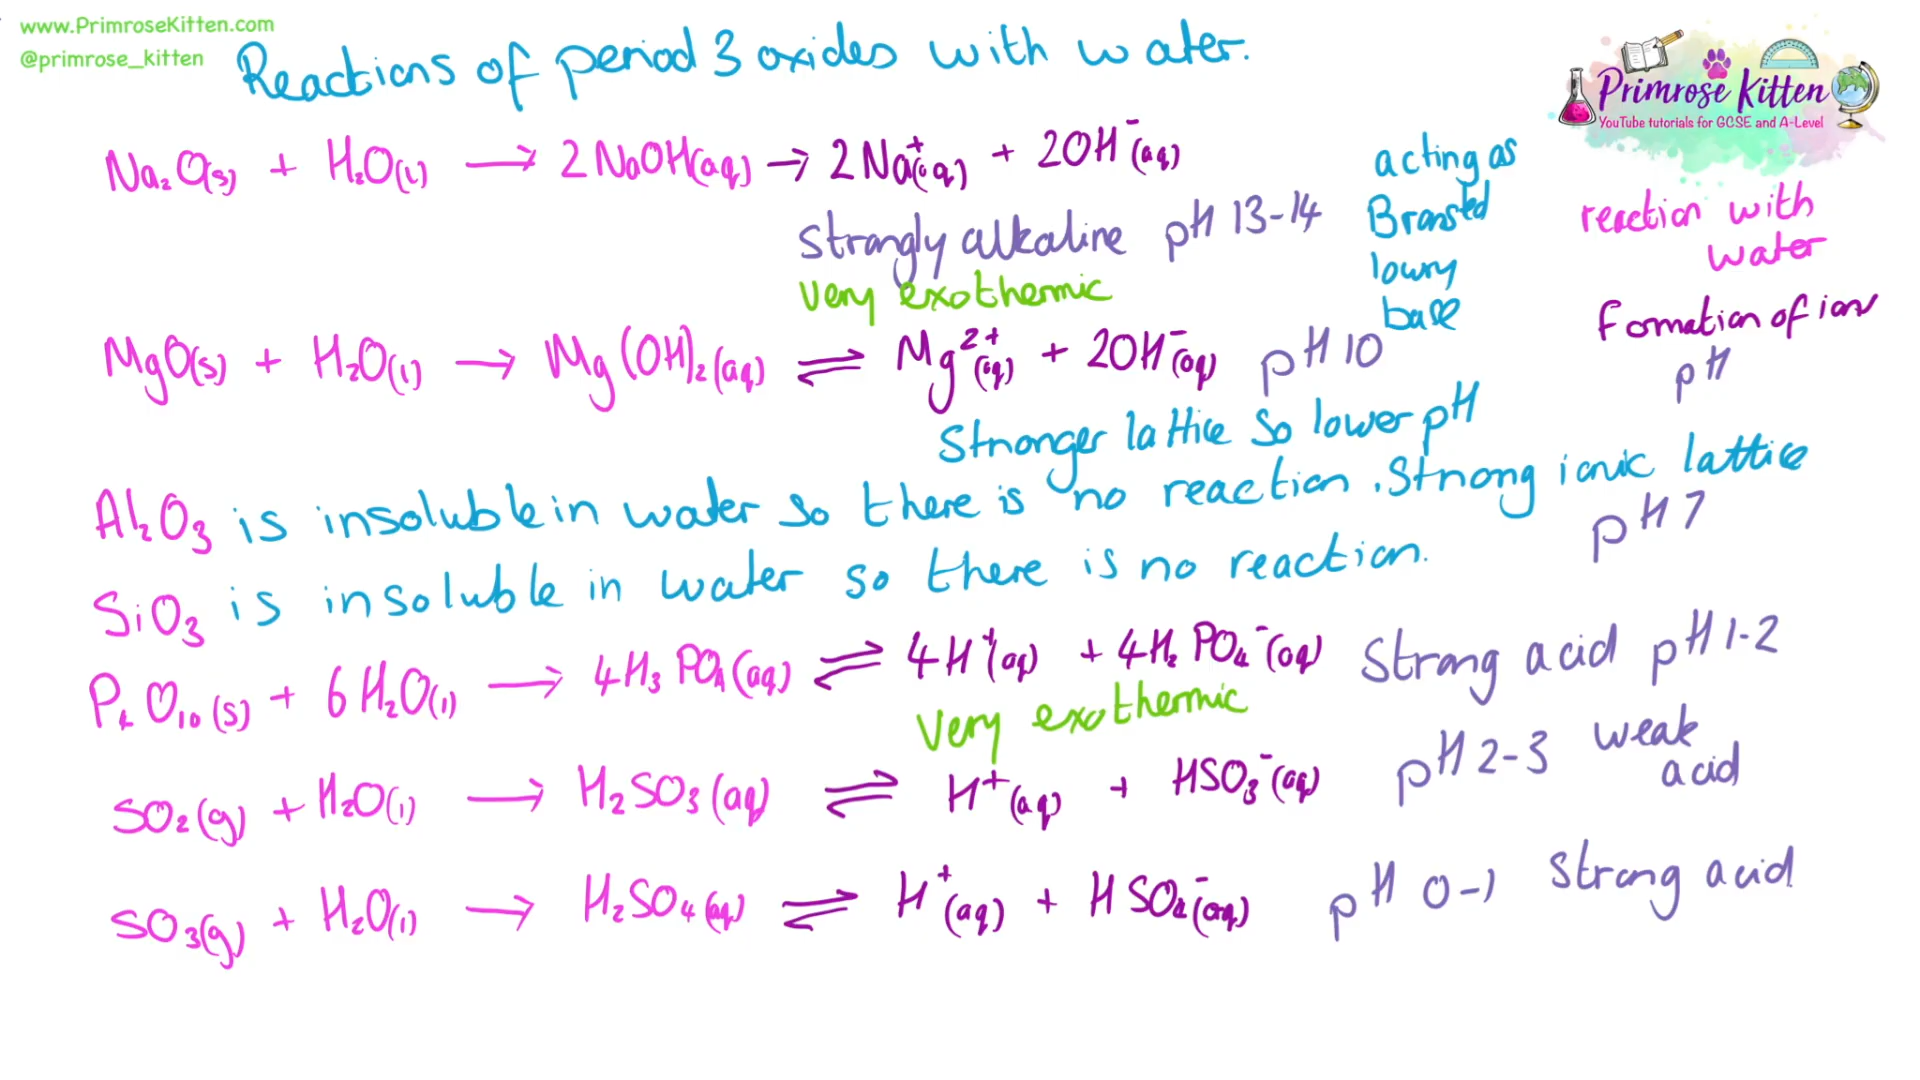 www.PrimroseKitten.com
@primrose_kitten
Reactions of period 3 oxides with water.
Primrose Kitten
YouTube tutorials for GCSE and A-Level
Na₂O(s) + H₂O(l) → 2NaOH(aq) → 2Na⁺(aq) + 2OH⁻(aq)
acting as
Bronsted
lowry
base
reaction with
water
Formation of ions
pH
Strongly alkaline pH 13-14
very exothermic
MgO(s) + H₂O(l) → Mg(OH)₂(aq) ⇌ Mg²⁺(aq) + 2OH⁻(aq) pH 10
Stronger lattice so lower pH
Al₂O₃ is insoluble in water so there is no reaction. Strong ionic lattice
pH 7
SiO₃ is insoluble in water so there is no reaction.
P₄O₁₀(s) + 6H₂O(l) → 4H₃PO₄(aq) ⇌ 4H⁺(aq) + 4H₂PO₄⁻(aq) Strong acid pH 1-2
Very exothermic
SO₂(g) + H₂O(l) → H₂SO₃(aq) ⇌ H⁺(aq) + HSO₃⁻(aq) pH 2-3 weak
acid
SO₃(g) + H₂O(l) → H₂SO₄(aq) ⇌ H⁺(aq) + HSO₄⁻(aq) pH 0-1 Strong acid